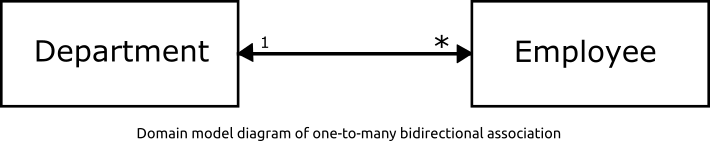 Department 1 * Employee
Domain model diagram of one-to-many bidirectional association